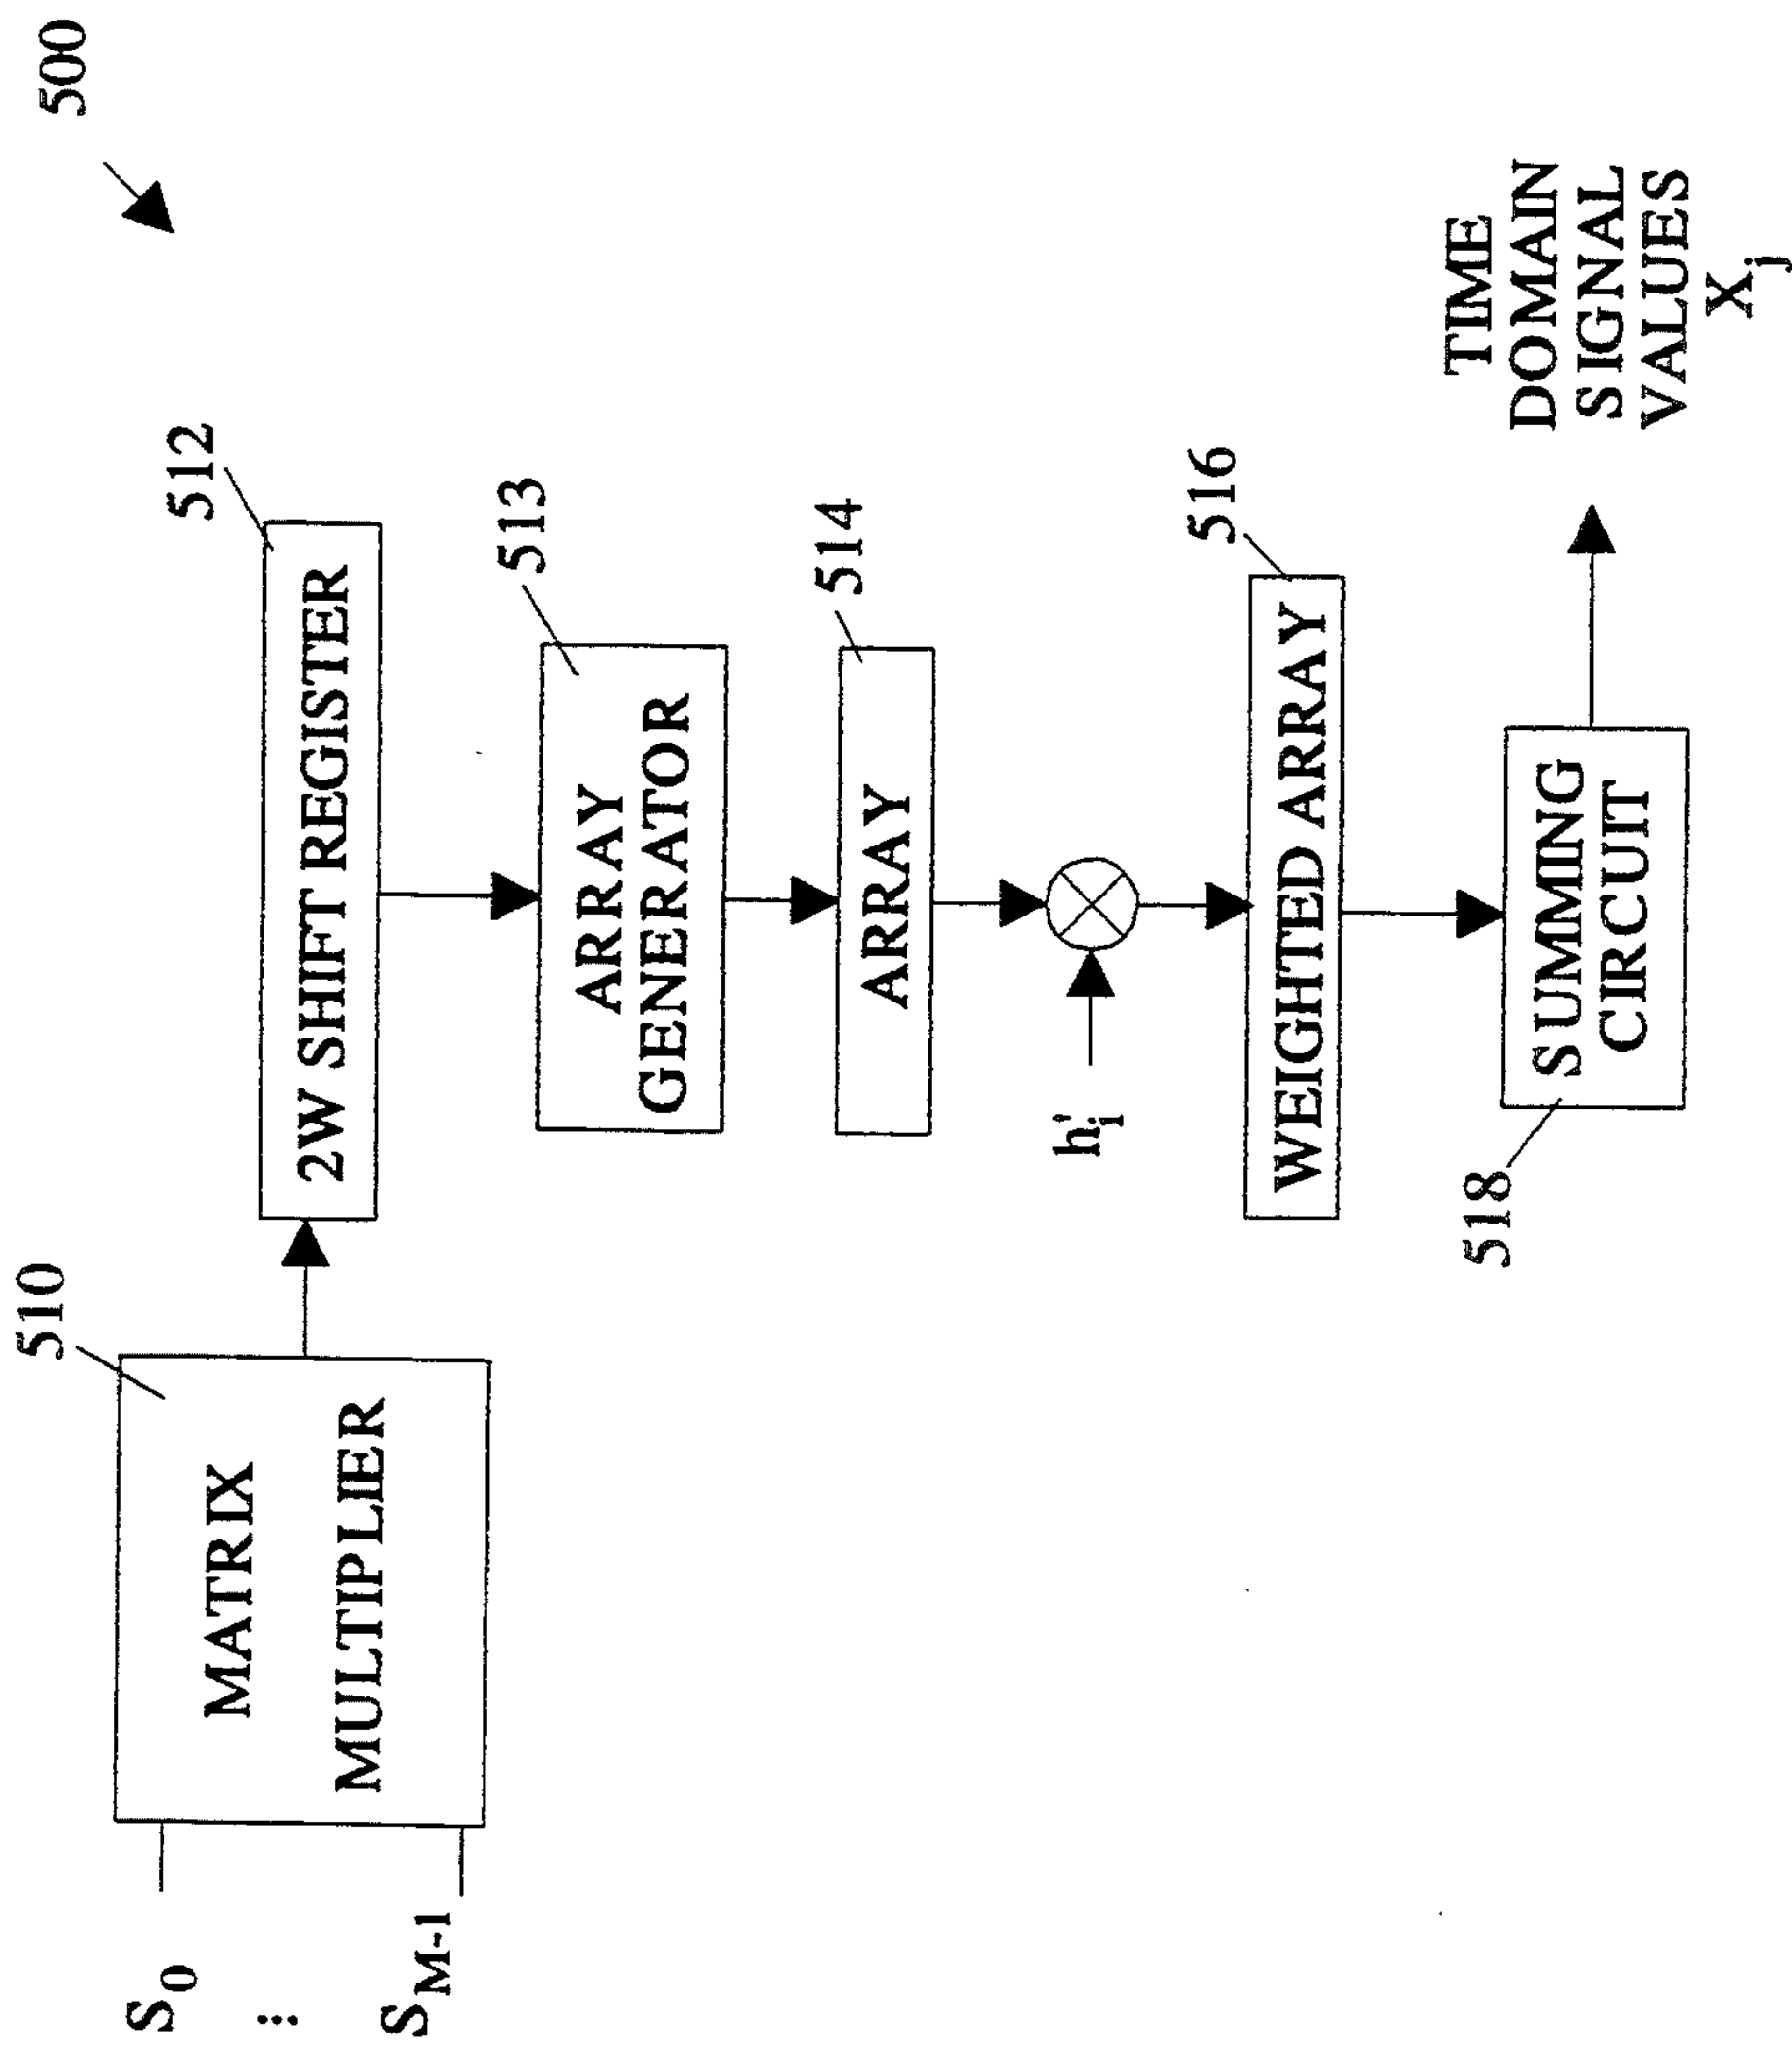 500
510
512
S0
⋮
SM-1
MATRIX
MULTIPLIER
2W SHIFT REGISTER
513
ARRAY
GENERATOR
514
ARRAY
h'i
516
WEIGHTED ARRAY
518
SUMMING
CIRCUIT
TIME
DOMAIN
SIGNAL
VALUES
Xj